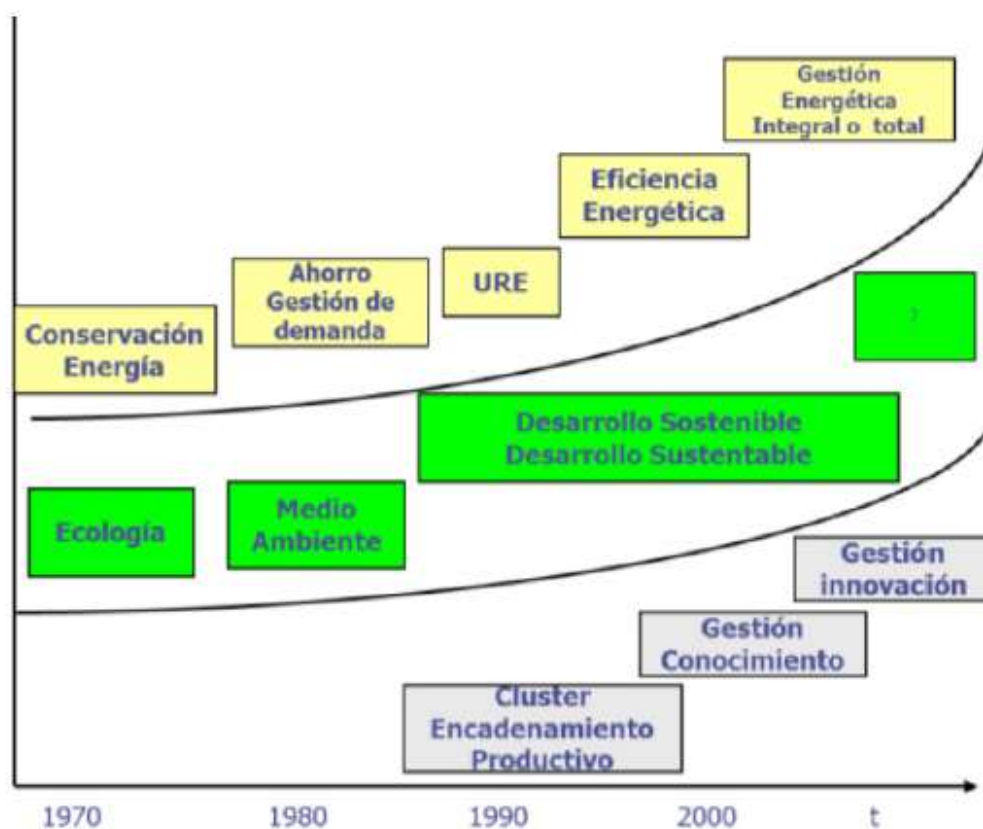 Gestión
Energética
Integral o total
Eficiencia
Energética
Ahorro
Gestión de
demanda
URE
Conservación
Energía
?
Desarrollo Sostenible
Desarrollo Sustentable
Ecología
Medio
Ambiente
Gestión
innovación
Gestión
Conocimiento
Cluster
Encadenamiento
Productivo
1970 1980 1990 2000 t